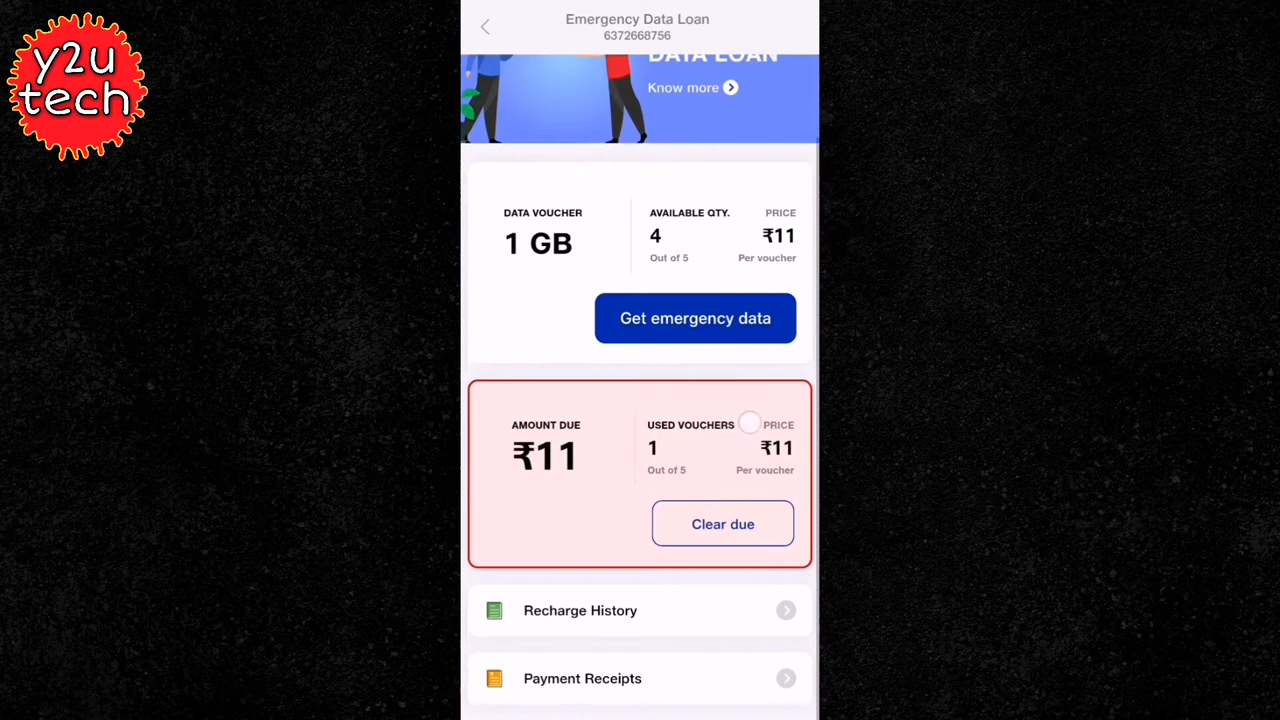 y2u
tech
Emergency Data Loan
6372668756
DATA LOAN
Know more
DATA VOUCHER
1 GB
AVAILABLE QTY.
4
Out of 5
PRICE
₹11
Per voucher
Get emergency data
AMOUNT DUE
₹11
USED VOUCHERS
1
Out of 5
PRICE
₹11
Per voucher
Clear due
Recharge History
Payment Receipts